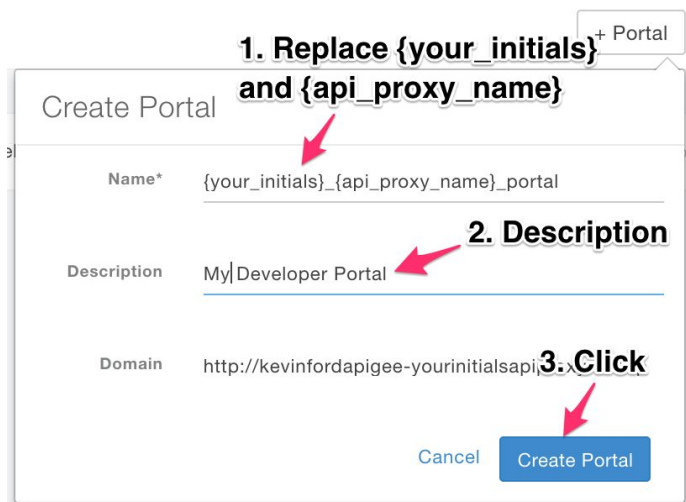 + Portal
1. Replace {your_initials}
and {api_proxy_name}
Create Portal
Name* {your_initials}_{api_proxy_name}_portal
2. Description
Description My Developer Portal
Domain http://kevinfordapigee-yourinitialsapi
3. Click
Cancel Create Portal